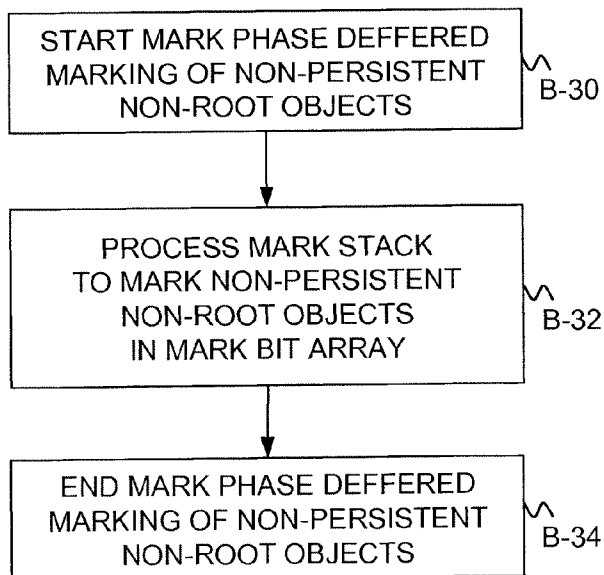 START MARK PHASE DEFFERED
MARKING OF NON-PERSISTENT
NON-ROOT OBJECTS
B-30
PROCESS MARK STACK
TO MARK NON-PERSISTENT
NON-ROOT OBJECTS
IN MARK BIT ARRAY
B-32
END MARK PHASE DEFFERED
MARKING OF NON-PERSISTENT
NON-ROOT OBJECTS
B-34